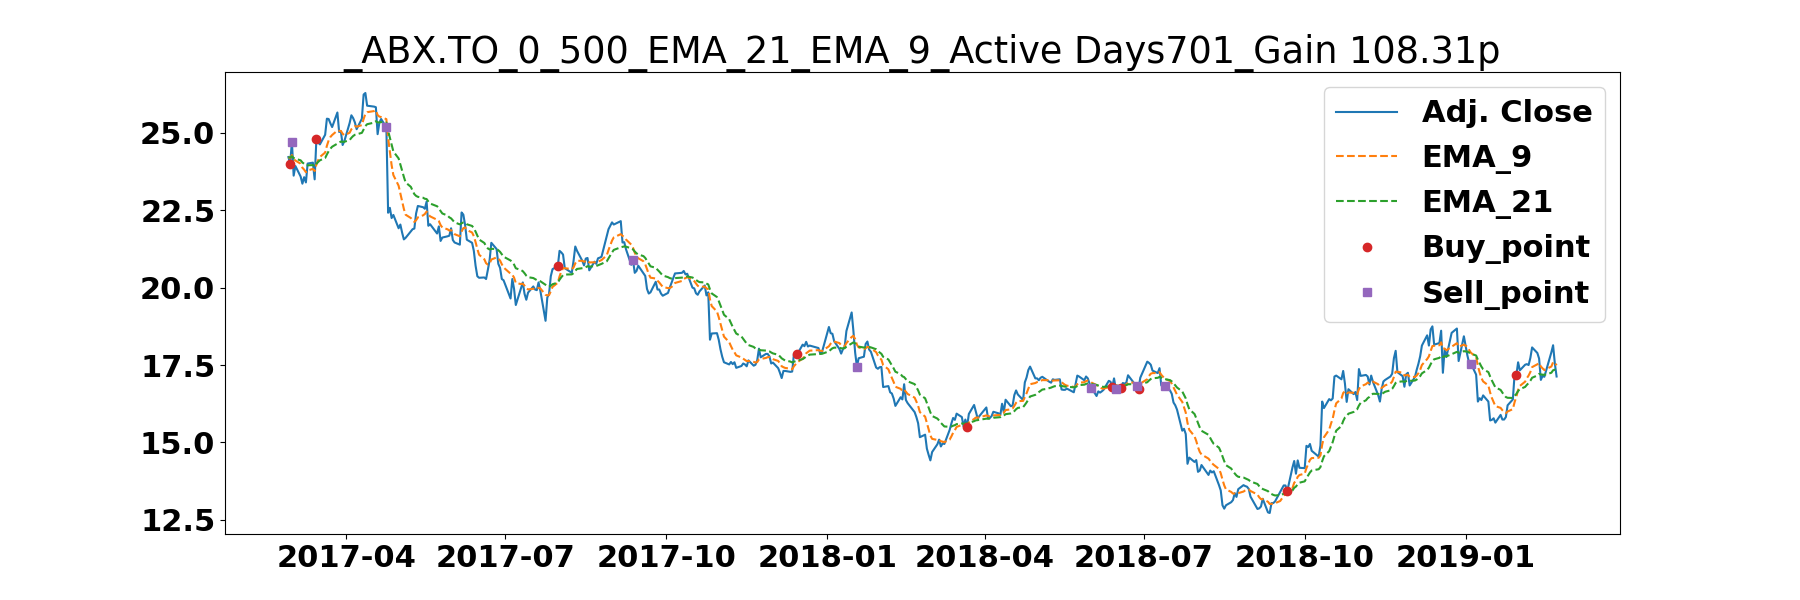 _ABX.TO_0_500_EMA_21_EMA_9_Active Days701_Gain 108.31p
Adj. Close
EMA_9
EMA_21
Buy_point
Sell_point
25.0
22.5
20.0
17.5
15.0
12.5
2017-04 2017-07 2017-10 2018-01 2018-04 2018-07 2018-10 2019-01